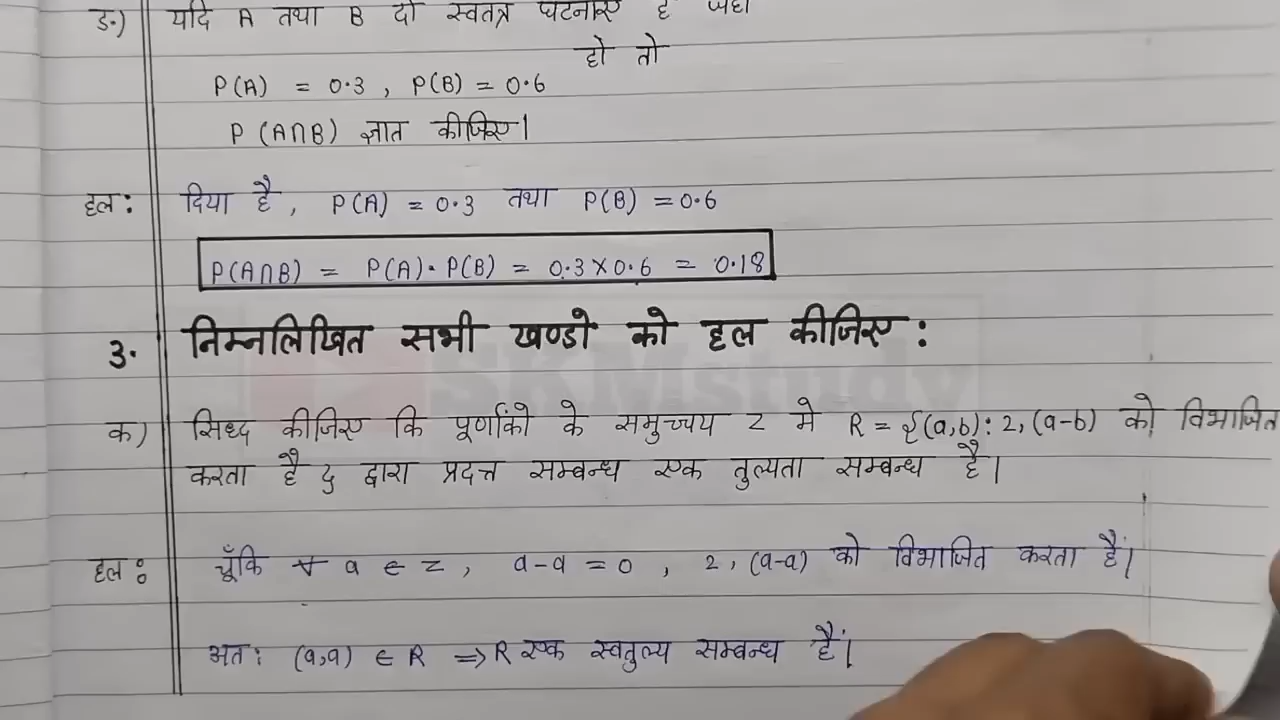 ड.) यदि A तथा B दो स्वतंत्र घटनाए है जहाँ
हो तो
P(A) = 0.3 , P(B) = 0.6
P (A∩B) ज्ञात कीजिए।
हल: दिया है , P(A) = 0.3 तथा P(B) = 0.6
P(A∩B) = P(A). P(B) = 0.3 × 0.6 = 0.18
3. निम्नलिखित सभी खण्डो को हल कीजिए :
SKMstudy
क) सिध्द कीजिए कि पूर्णांको के समुच्चय Z मे R = {(a,b): 2, (a-b) को विभाजित
करता है } द्वारा प्रदत्त सम्बन्ध एक तुल्यता सम्बन्ध है।
हल: चूँकि ∀ a ∈ z , a-a = 0 , 2, (a-a) को विभाजित करता है।
अत: (a,a) ∈ R ⇒ R एक स्वतुल्य सम्बन्ध है।